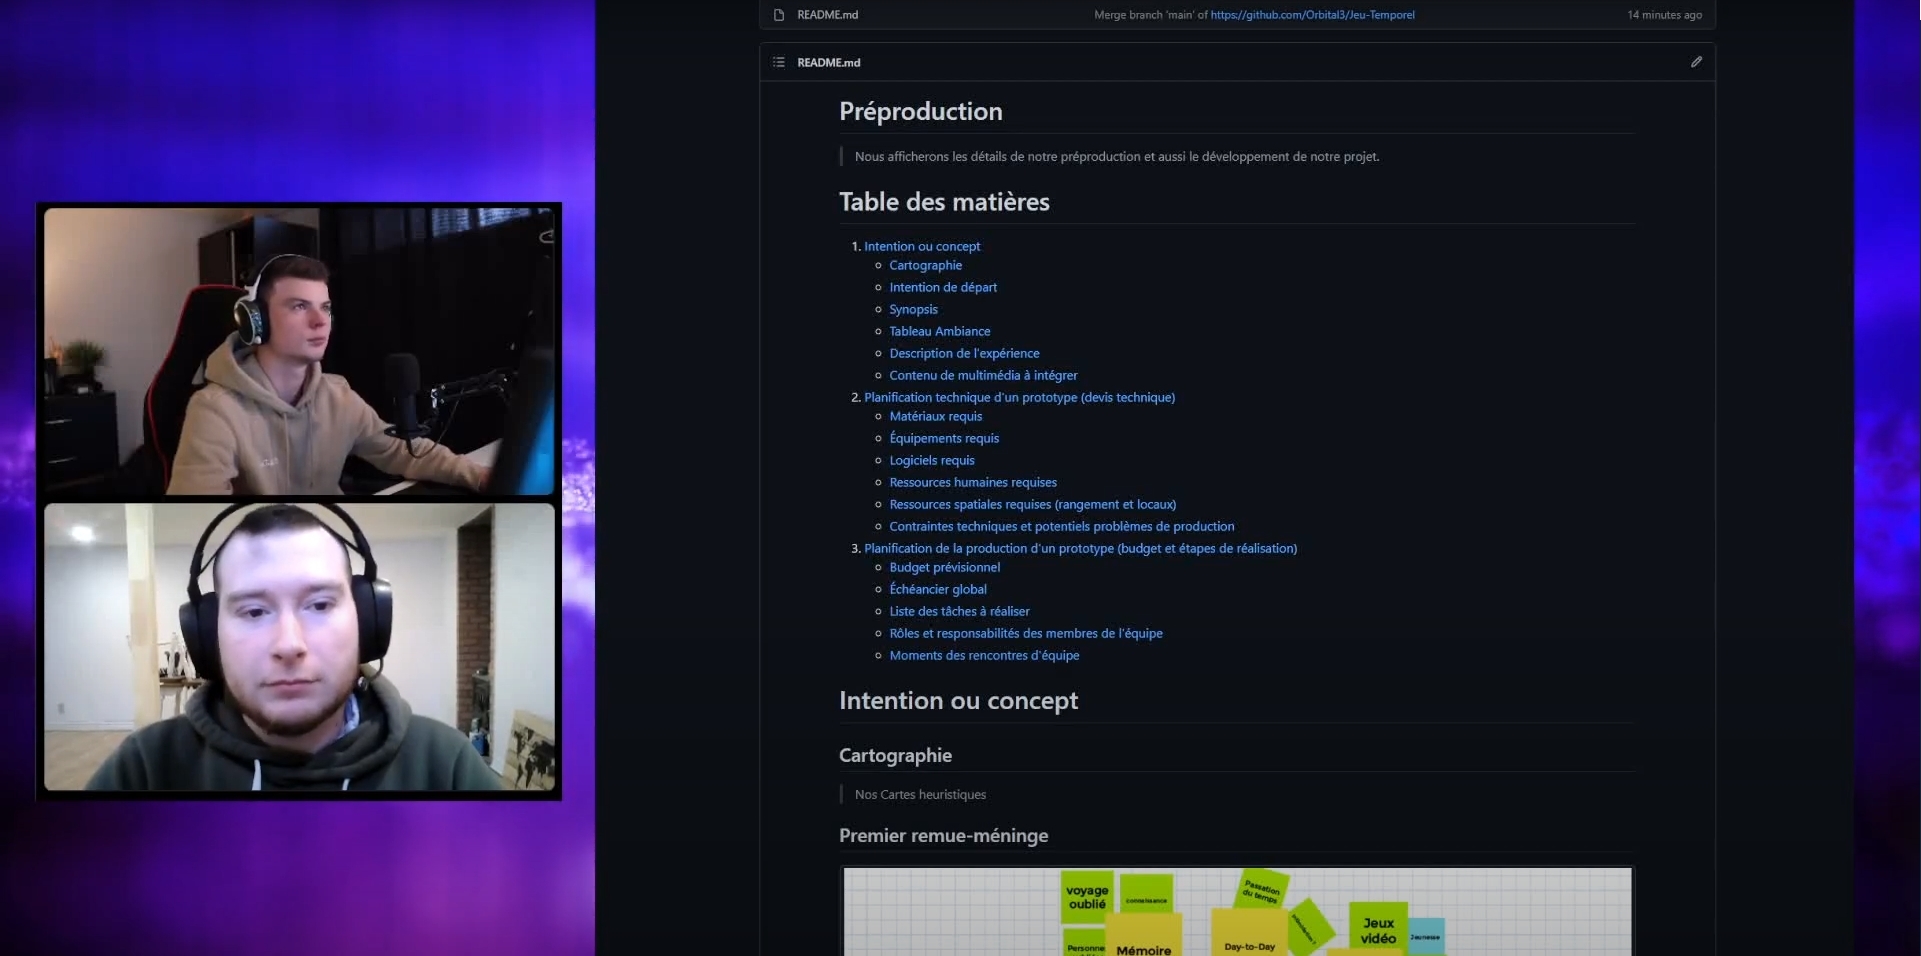 README.md
Merge branch 'main' of https://github.com/Orbital3/Jeu-Temporel
14 minutes ago
README.md
Préproduction
Nous afficherons les détails de notre préproduction et aussi le développement de notre projet.
Table des matières
1. Intention ou concept
Cartographie
Intention de départ
Synopsis
Tableau Ambiance
Description de l'expérience
Contenu de multimédia à intégrer
2. Planification technique d'un prototype (devis technique)
Matériaux requis
Équipements requis
Logiciels requis
Ressources humaines requises
Ressources spatiales requises (rangement et locaux)
Contraintes techniques et potentiels problèmes de production
3. Planification de la production d'un prototype (budget et étapes de réalisation)
Budget prévisionnel
Échéancier global
Liste des tâches à réaliser
Rôles et responsabilités des membres de l'équipe
Moments des rencontres d'équipe
Intention ou concept
Cartographie
Nos Cartes heuristiques
Premier remue-méninge
voyage
oublié
connaissance
Passation
du temps
Jeux
vidéo
Jeunesse
Personne
Mémoire
Day-to-Day